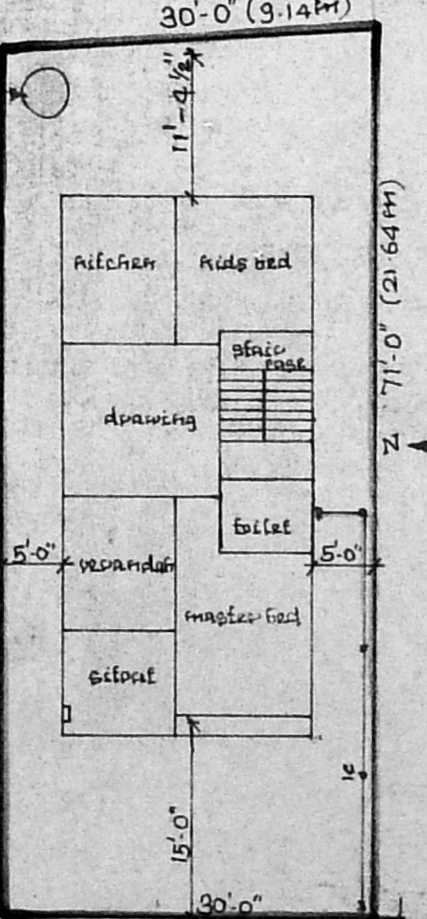 30'-0" (9.14M)
11'-4½"
kitchen
kids bed
stair
case
71'-0" (21.64M)
drawing
N
toilet
5'-0"
verandah
5'-0"
master bed
sitout
IC
15'-0"
30'-0"